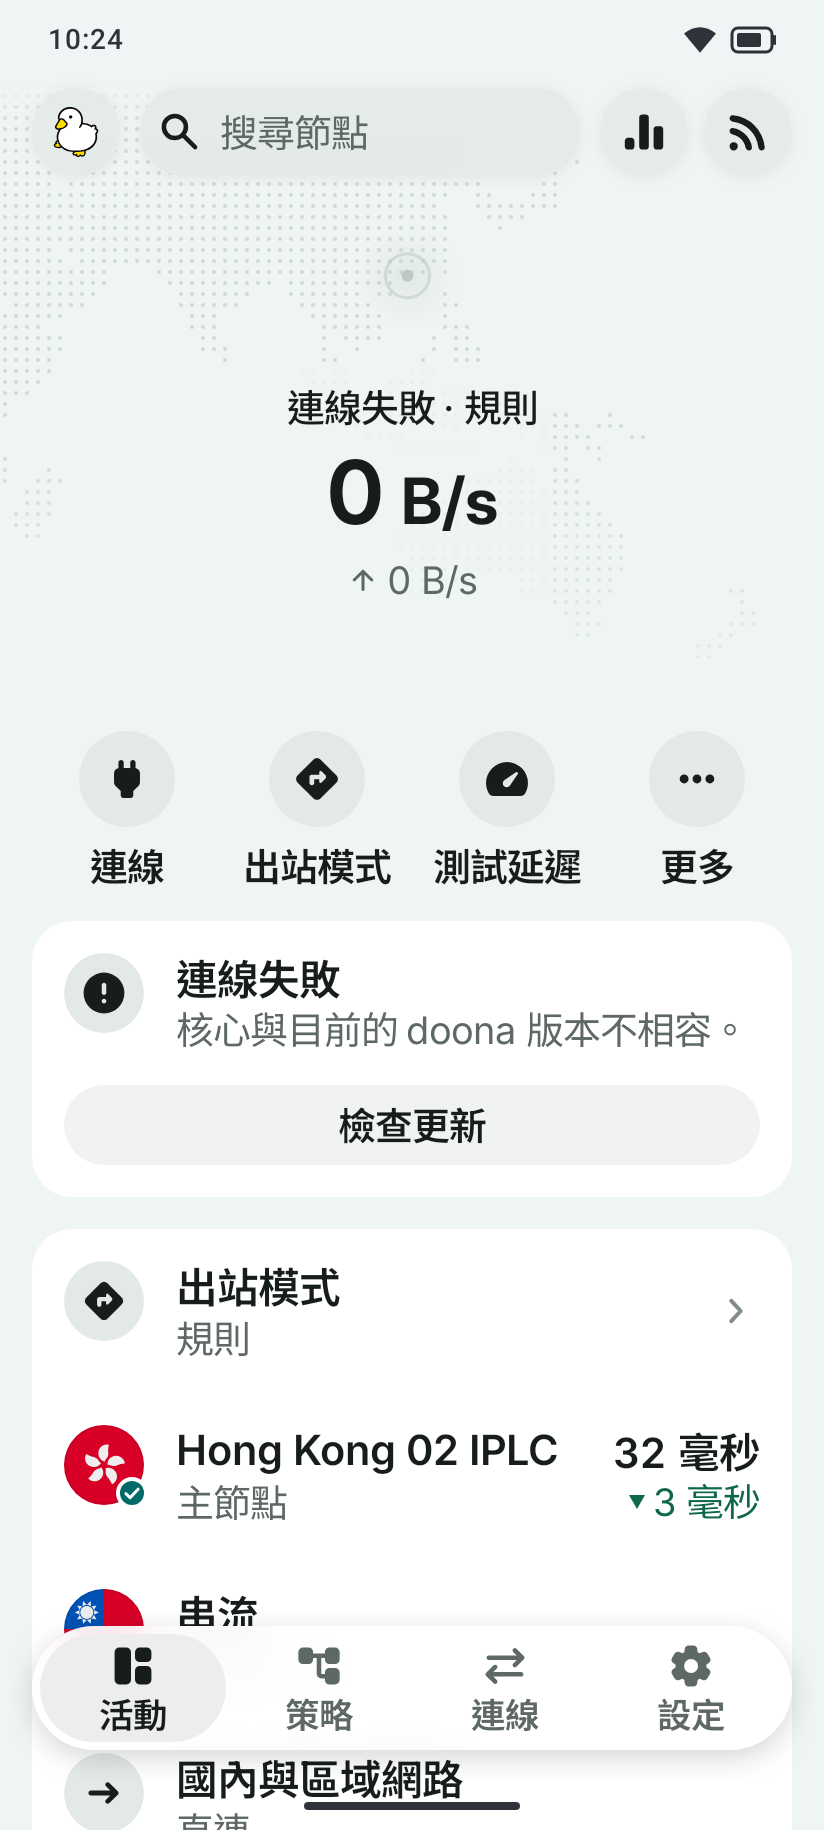 10:24
搜尋節點
連線失敗 · 規則
0 B/s
↑ 0 B/s
連線
出站模式
測試延遲
更多
連線失敗
核心與目前的 doona 版本不相容。
檢查更新
出站模式
規則
Hong Kong 02 IPLC
32 毫秒
主節點
▼ 3 毫秒
串流
活動
策略
連線
設定
國內與區域網路
直連